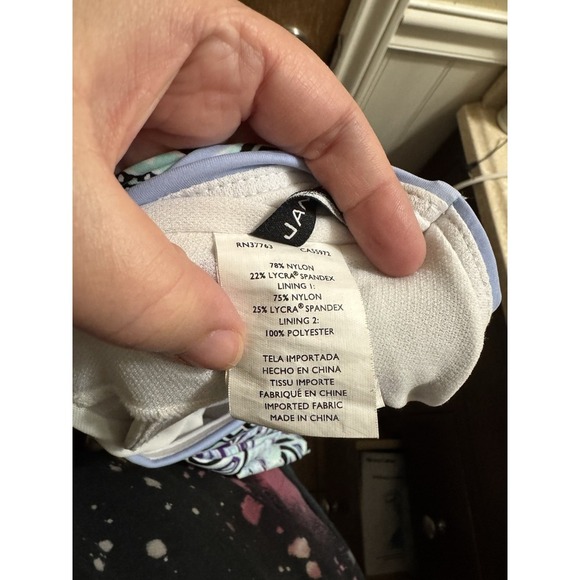 JAN
RN37763 CA55972
78% NYLON
22% LYCRA® SPANDEX
LINING 1:
75% NYLON
25% LYCRA® SPANDEX
LINING 2:
100% POLYESTER
TELA IMPORTADA
HECHO EN CHINA
TISSU IMPORTE
FABRIQUÉ EN CHINE
IMPORTED FABRIC
MADE IN CHINA